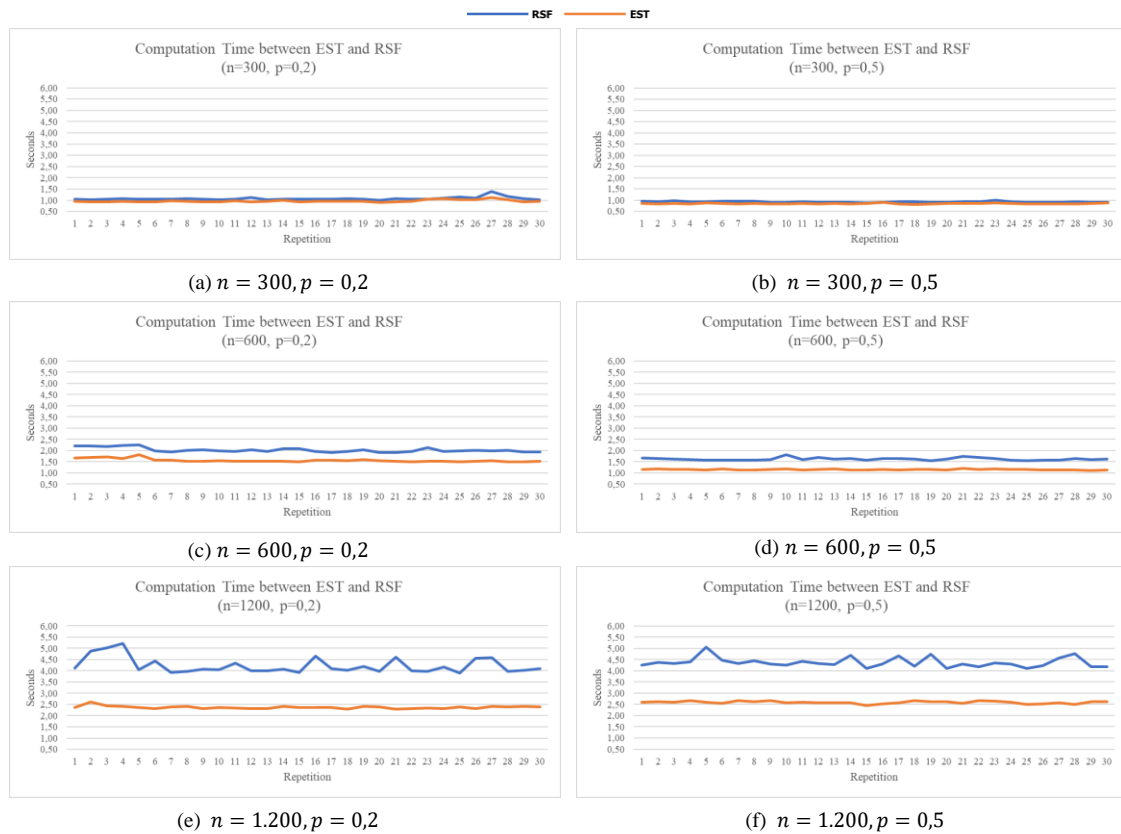 RSF EST
Computation Time between EST and RSF
(n=300, p=0,2)
6,00
5,50
5,00
4,50
4,00
3,50
3,00
2,50
2,00
1,50
1,00
0,50
Seconds
1 2 3 4 5 6 7 8 9 10 11 12 13 14 15 16 17 18 19 20 21 22 23 24 25 26 27 28 29 30
Repetition
(a) n = 300, p = 0,2
Computation Time between EST and RSF
(n=300, p=0,5)
6,00
5,50
5,00
4,50
4,00
3,50
3,00
2,50
2,00
1,50
1,00
0,50
Seconds
1 2 3 4 5 6 7 8 9 10 11 12 13 14 15 16 17 18 19 20 21 22 23 24 25 26 27 28 29 30
Repetition
(b) n = 300, p = 0,5
Computation Time between EST and RSF
(n=600, p=0,2)
6,00
5,50
5,00
4,50
4,00
3,50
3,00
2,50
2,00
1,50
1,00
0,50
Seconds
1 2 3 4 5 6 7 8 9 10 11 12 13 14 15 16 17 18 19 20 21 22 23 24 25 26 27 28 29 30
Repetition
(c) n = 600, p = 0,2
Computation Time between EST and RSF
(n=600, p=0,5)
6,00
5,50
5,00
4,50
4,00
3,50
3,00
2,50
2,00
1,50
1,00
0,50
Seconds
1 2 3 4 5 6 7 8 9 10 11 12 13 14 15 16 17 18 19 20 21 22 23 24 25 26 27 28 29 30
Repetition
(d) n = 600, p = 0,5
Computation Time between EST and RSF
(n=1200, p=0,2)
6,00
5,50
5,00
4,50
4,00
3,50
3,00
2,50
2,00
1,50
1,00
0,50
Seconds
1 2 3 4 5 6 7 8 9 10 11 12 13 14 15 16 17 18 19 20 21 22 23 24 25 26 27 28 29 30
Repetition
(e) n = 1.200, p = 0,2
Computation Time between EST and RSF
(n=1200, p=0,5)
6,00
5,50
5,00
4,50
4,00
3,50
3,00
2,50
2,00
1,50
1,00
0,50
Seconds
1 2 3 4 5 6 7 8 9 10 11 12 13 14 15 16 17 18 19 20 21 22 23 24 25 26 27 28 29 30
Repetition
(f) n = 1.200, p = 0,5